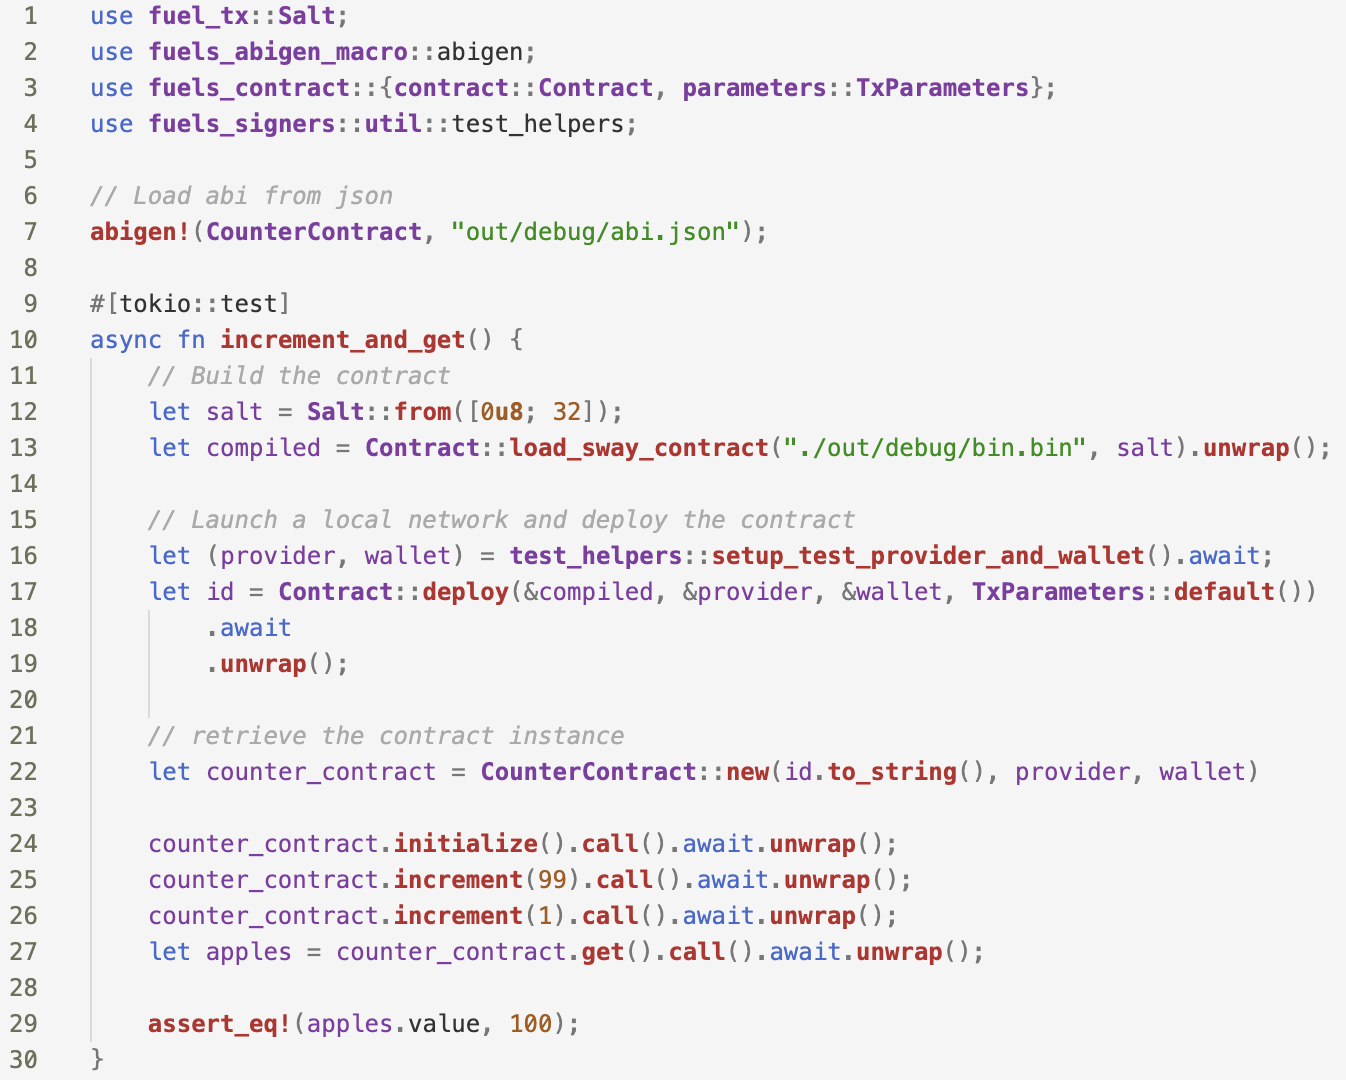 1 use fuel_tx::Salt;
2 use fuels_abigen_macro::abigen;
3 use fuels_contract::{contract::Contract, parameters::TxParameters};
4 use fuels_signers::util::test_helpers;
5
6 // Load abi from json
7 abigen!(CounterContract, "out/debug/abi.json");
8
9 #[tokio::test]
10 async fn increment_and_get() {
11     // Build the contract
12     let salt = Salt::from([0u8; 32]);
13     let compiled = Contract::load_sway_contract("./out/debug/bin.bin", salt).unwrap();
14
15     // Launch a local network and deploy the contract
16     let (provider, wallet) = test_helpers::setup_test_provider_and_wallet().await;
17     let id = Contract::deploy(&compiled, &provider, &wallet, TxParameters::default())
18         .await
19         .unwrap();
20
21     // retrieve the contract instance
22     let counter_contract = CounterContract::new(id.to_string(), provider, wallet)
23
24     counter_contract.initialize().call().await.unwrap();
25     counter_contract.increment(99).call().await.unwrap();
26     counter_contract.increment(1).call().await.unwrap();
27     let apples = counter_contract.get().call().await.unwrap();
28
29     assert_eq!(apples.value, 100);
30 }